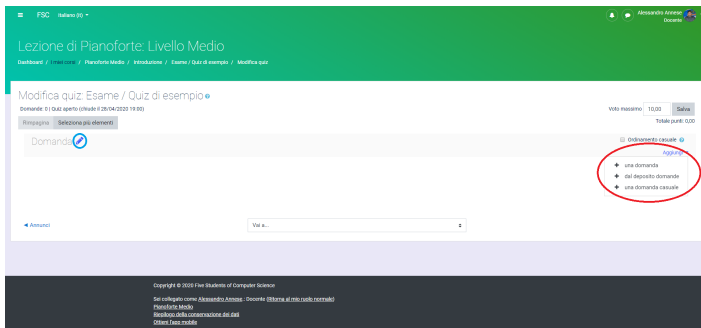 FSC Italiano (it)
Alessandro Annese
Docente
Lezione di Pianoforte: Livello Medio
Dashboard / I miei corsi / Pianoforte Medio / Introduzione / Esame / Quiz di esempio / Modifica quiz
Modifica quiz: Esame / Quiz di esempio
Domande: 0 | Quiz aperto (chiude il 28/04/2020 19:00)
Voto massimo 10,00 Salva
Rimpagina Seleziona più elementi
Totale punti: 0,00
Domanda
Ordinamento casuale
Aggiungi
+ una domanda
+ dal deposito domande
+ una domanda casuale
◄ Annunci
Vai a...
Copyright © 2020 Five Students of Computer Science
Sei collegato come Alessandro Annese.: Docente (Ritorna al mio ruolo normale)
Pianoforte Medio
Riepilogo della conservazione dei dati
Ottieni l'app mobile